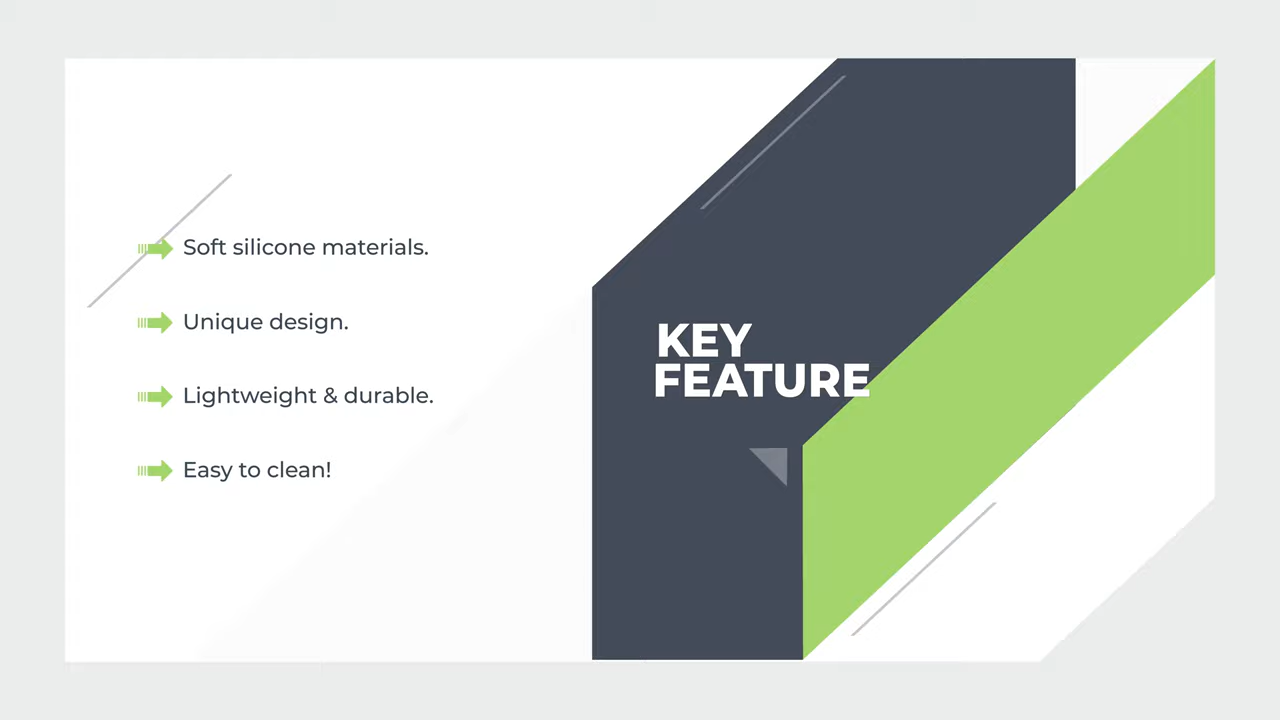 Soft silicone materials.
Unique design.
Lightweight & durable.
Easy to clean!
KEY
FEATURE